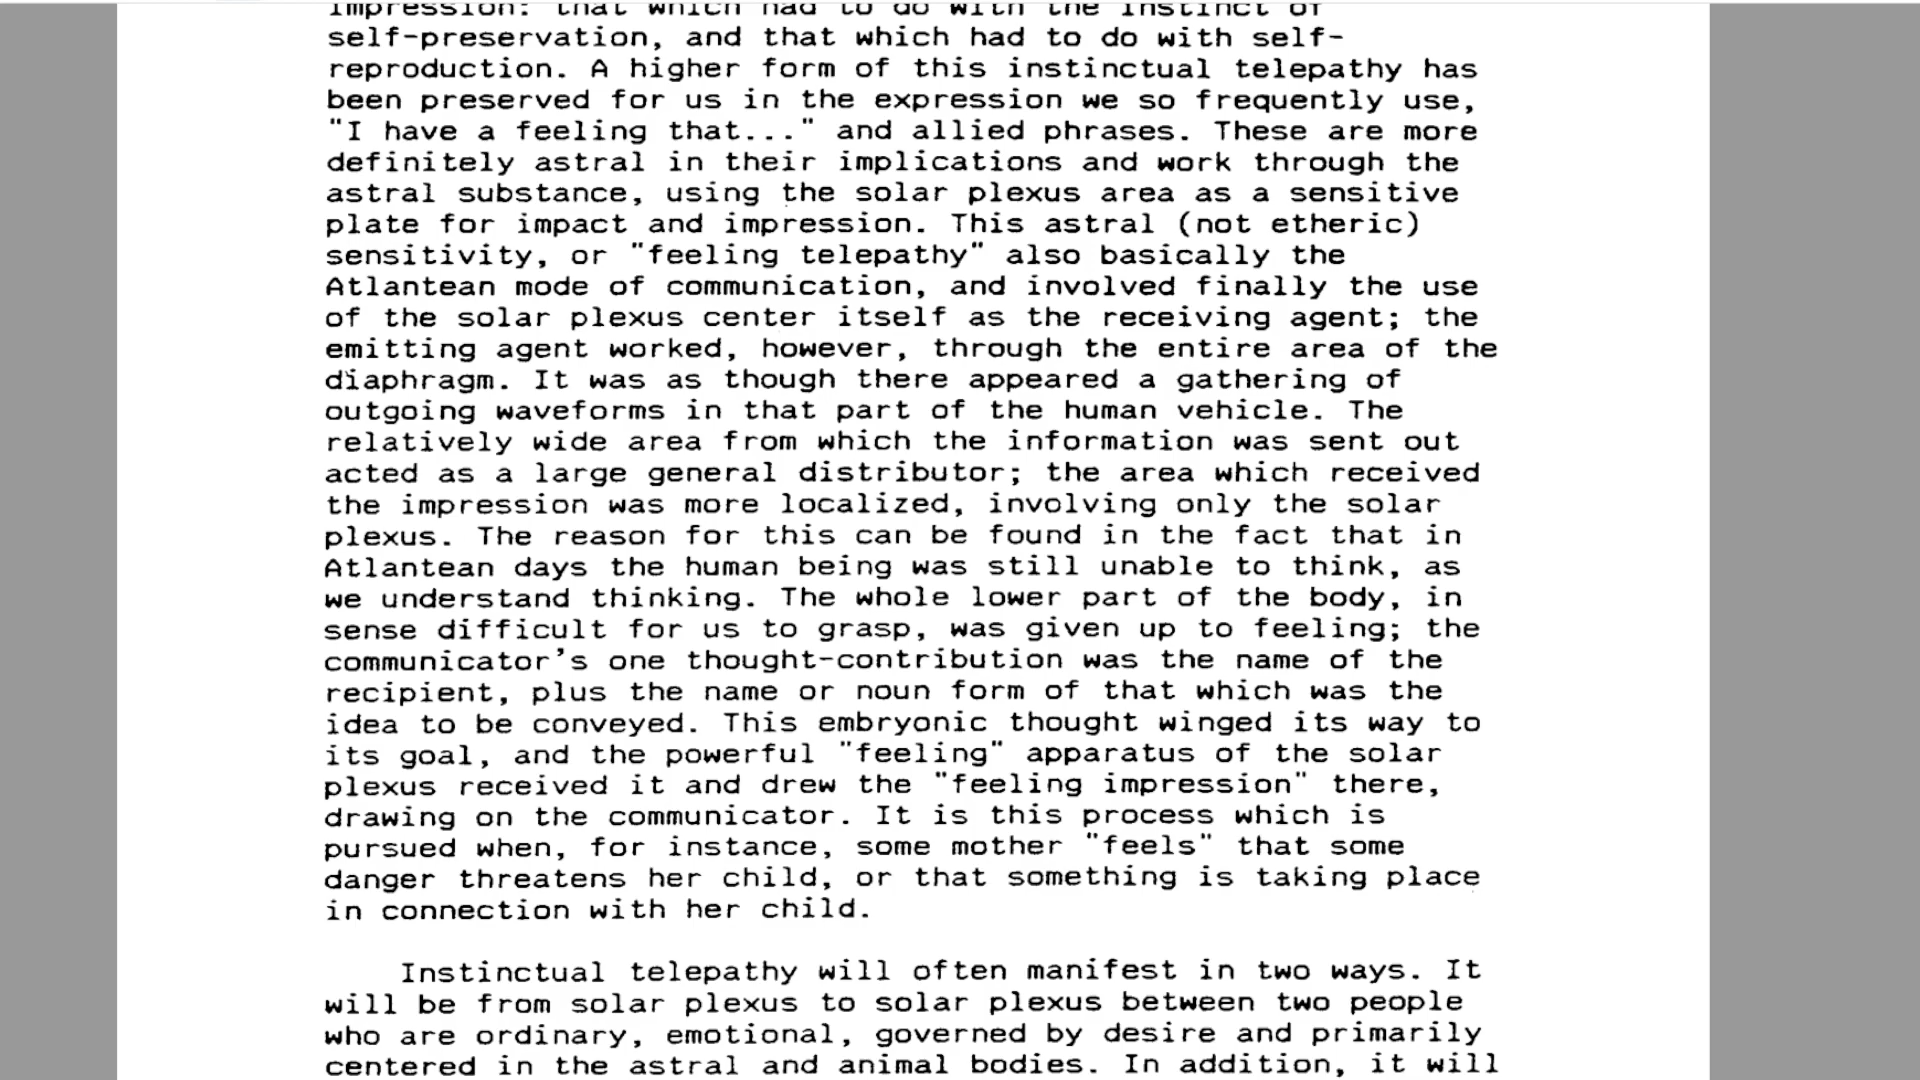 impression: that which had to do with the instinct of
self-preservation, and that which had to do with self-
reproduction. A higher form of this instinctual telepathy has
been preserved for us in the expression we so frequently use,
"I have a feeling that..." and allied phrases. These are more
definitely astral in their implications and work through the
astral substance, using the solar plexus area as a sensitive
plate for impact and impression. This astral (not etheric)
sensitivity, or "feeling telepathy" also basically the
Atlantean mode of communication, and involved finally the use
of the solar plexus center itself as the receiving agent; the
emitting agent worked, however, through the entire area of the
diaphragm. It was as though there appeared a gathering of
outgoing waveforms in that part of the human vehicle. The
relatively wide area from which the information was sent out
acted as a large general distributor; the area which received
the impression was more localized, involving only the solar
plexus. The reason for this can be found in the fact that in
Atlantean days the human being was still unable to think, as
we understand thinking. The whole lower part of the body, in
sense difficult for us to grasp, was given up to feeling; the
communicator's one thought-contribution was the name of the
recipient, plus the name or noun form of that which was the
idea to be conveyed. This embryonic thought winged its way to
its goal, and the powerful "feeling" apparatus of the solar
plexus received it and drew the "feeling impression" there,
drawing on the communicator. It is this process which is
pursued when, for instance, some mother "feels" that some
danger threatens her child, or that something is taking place
in connection with her child.
Instinctual telepathy will often manifest in two ways. It
will be from solar plexus to solar plexus between two people
who are ordinary, emotional, governed by desire and primarily
centered in the astral and animal bodies. In addition, it will